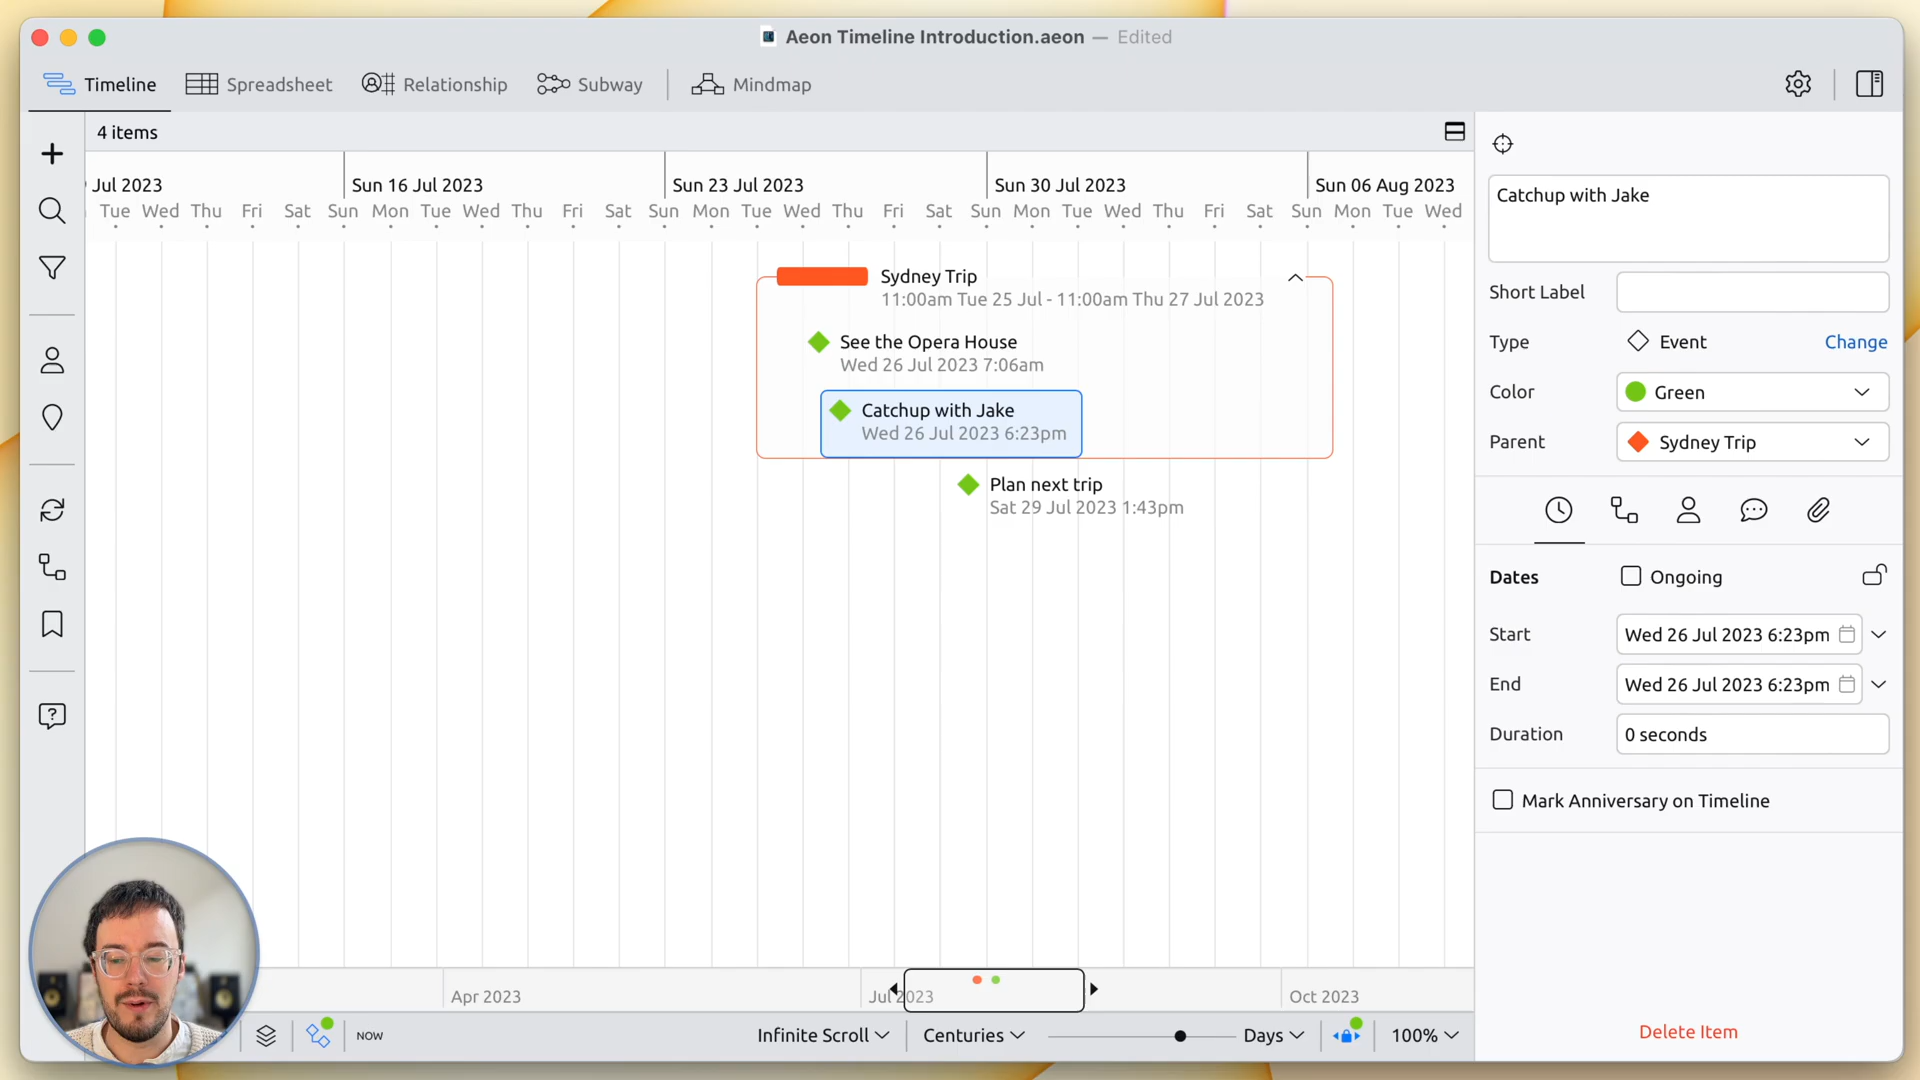 Aeon Timeline Introduction.aeon — Edited
Timeline Spreadsheet Relationship Subway Mindmap
4 items
Jul 2023 Sun 16 Jul 2023 Sun 23 Jul 2023 Sun 30 Jul 2023 Sun 06 Aug 2023
Tue Wed Thu Fri Sat Sun Mon Tue Wed Thu Fri Sat Sun Mon Tue Wed Thu Fri Sat Sun Mon Tue Wed Thu Fri Sat Sun Mon Tue Wed
Sydney Trip
11:00am Tue 25 Jul - 11:00am Thu 27 Jul 2023
See the Opera House
Wed 26 Jul 2023 7:06am
Catchup with Jake
Wed 26 Jul 2023 6:23pm
Plan next trip
Sat 29 Jul 2023 1:43pm
Apr 2023 Jul 2023 Oct 2023
NOW Infinite Scroll Centuries Days 100%
Catchup with Jake
Short Label
Type Event Change
Color Green
Parent Sydney Trip
Dates Ongoing
Start Wed 26 Jul 2023 6:23pm
End Wed 26 Jul 2023 6:23pm
Duration 0 seconds
Mark Anniversary on Timeline
Delete Item